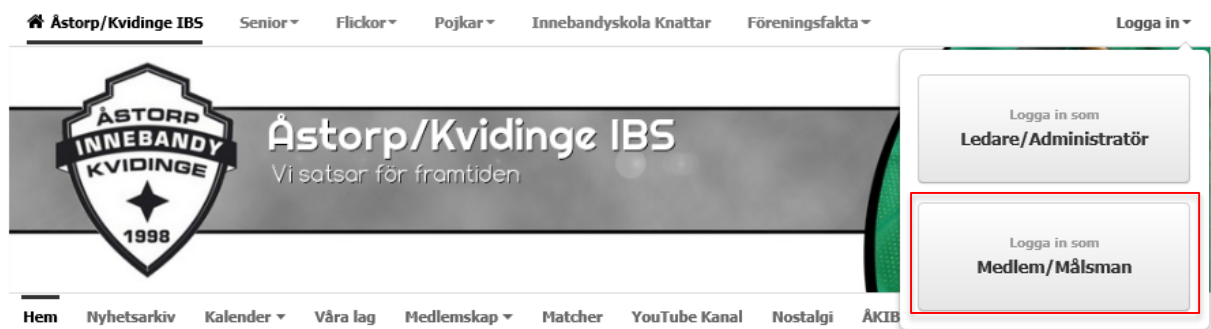 Åstorp/Kvidinge IBS Senior Flickor Pojkar Innebandyskola Knattar Föreningsfakta Logga in
ÅSTORP
INNEBANDY
KVIDINGE
1998
Åstorp/Kvidinge IBS
Vi satsar för framtiden
Logga in som
Ledare/Administratör
Logga in som
Medlem/Målsman
Hem Nyhetsarkiv Kalender Våra lag Medlemskap Matcher YouTube Kanal Nostalgi ÅKIB